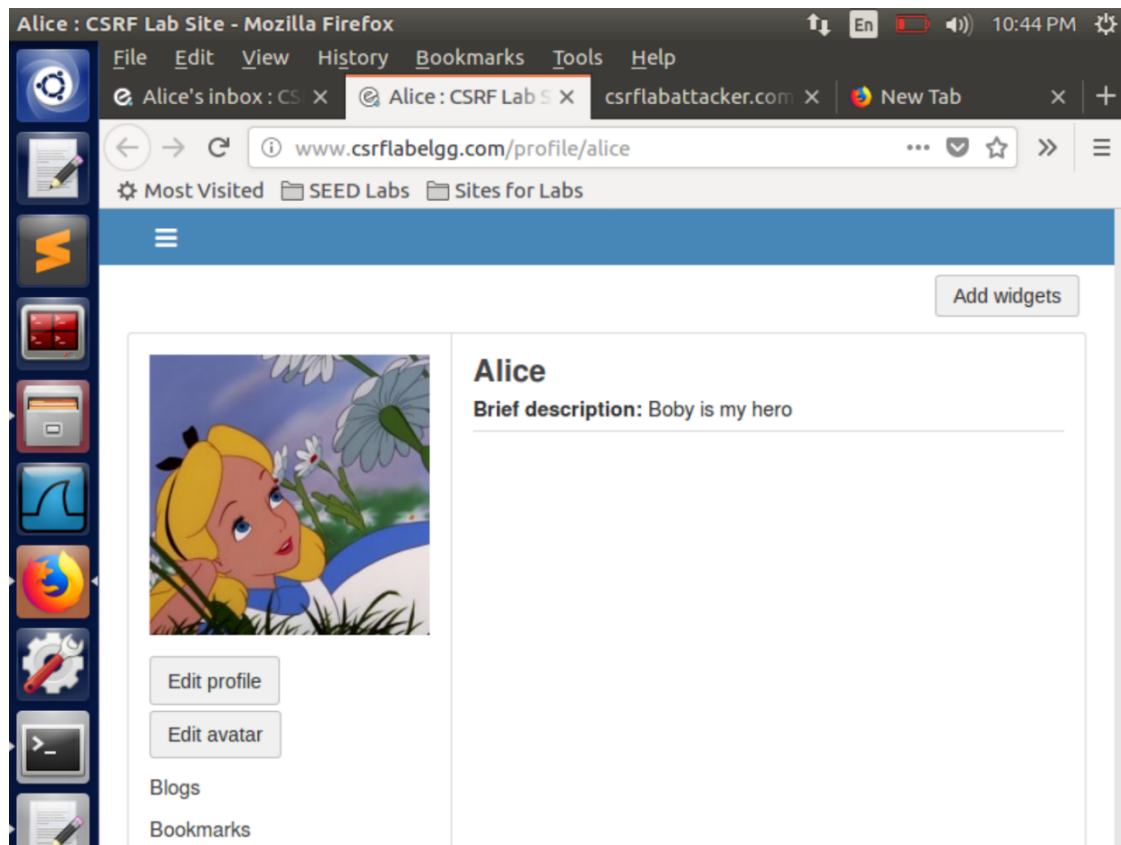 Alice : CSRF Lab Site - Mozilla Firefox En 10:44 PM
File Edit View History Bookmarks Tools Help
Alice's inbox : CS Alice : CSRF Lab S csrflabattacker.com New Tab
www.csrflabelgg.com/profile/alice
Most Visited SEED Labs Sites for Labs
Add widgets
Alice
Brief description: Boby is my hero
Edit profile
Edit avatar
Blogs
Bookmarks